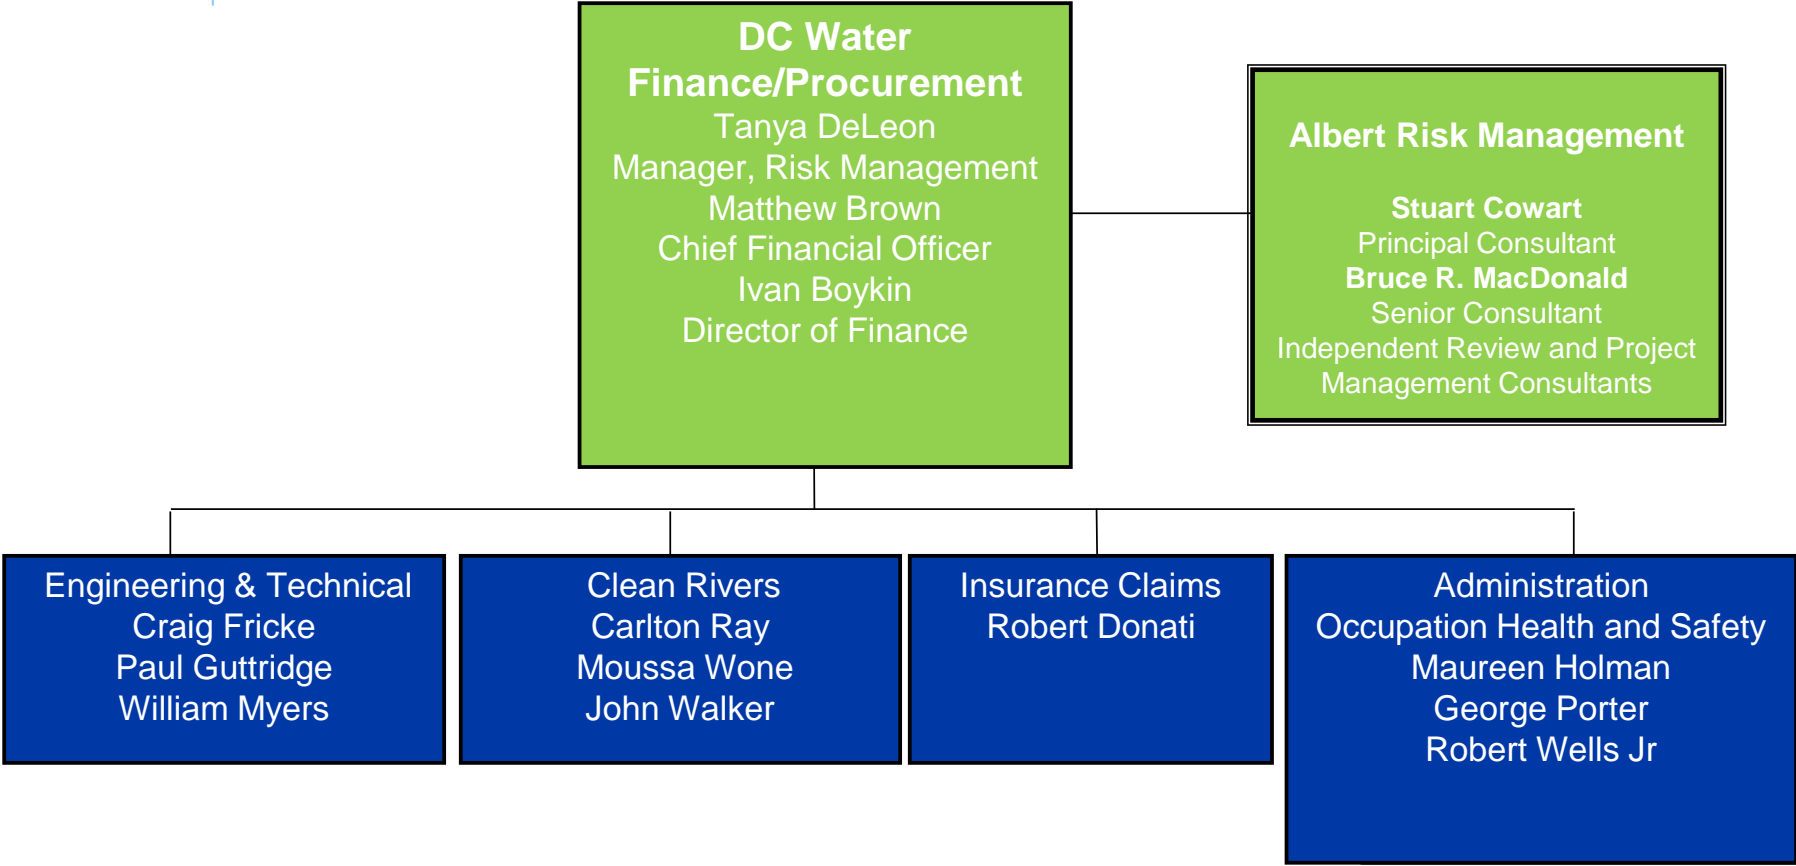 DC Water
Finance/Procurement
Tanya DeLeon
Manager, Risk Management
Matthew Brown
Chief Financial Officer
Ivan Boykin
Director of Finance
Albert Risk Management
Stuart Cowart
Principal Consultant
Bruce R. MacDonald
Senior Consultant
Independent Review and Project
Management Consultants
Engineering & Technical
Craig Fricke
Paul Guttridge
William Myers
Clean Rivers
Carlton Ray
Moussa Wone
John Walker
Insurance Claims
Robert Donati
Administration
Occupation Health and Safety
Maureen Holman
George Porter
Robert Wells Jr